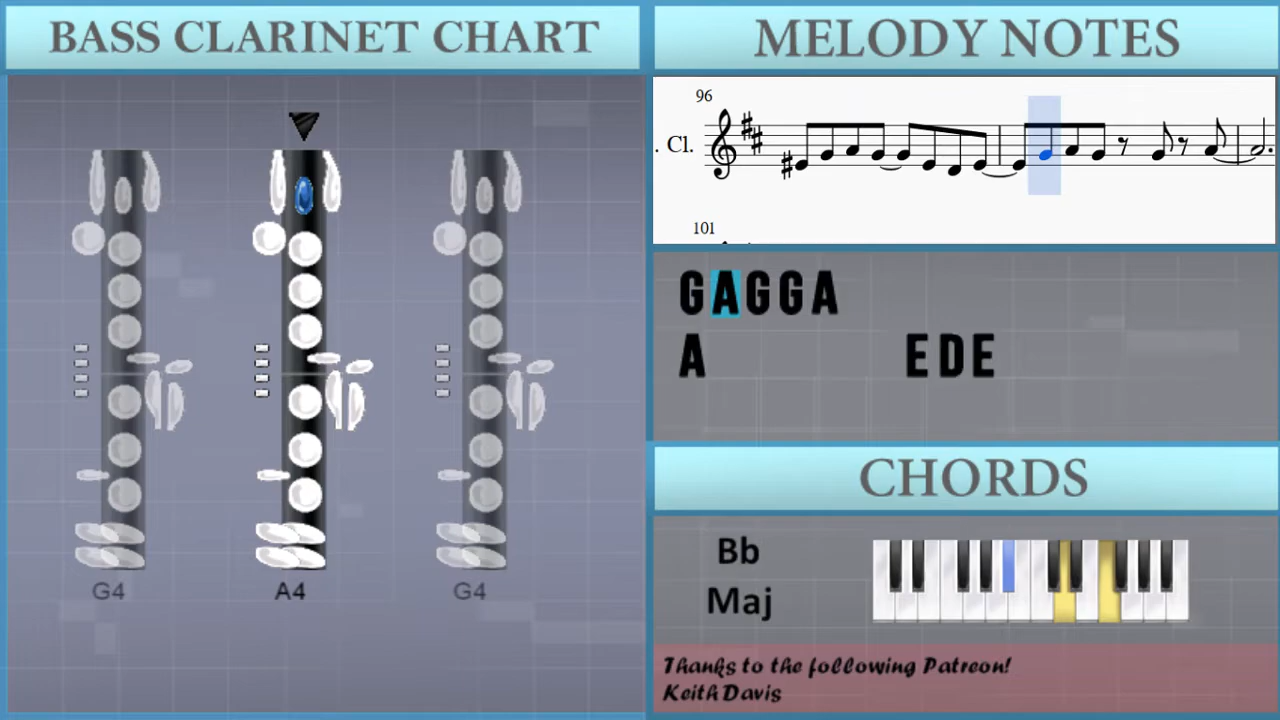 BASS CLARINET CHART
G4
A4
G4
MELODY NOTES
96
. Cl.
101
GAGGA
A EDE
CHORDS
Bb
Maj
Thanks to the following Patreon!
Keith Davis